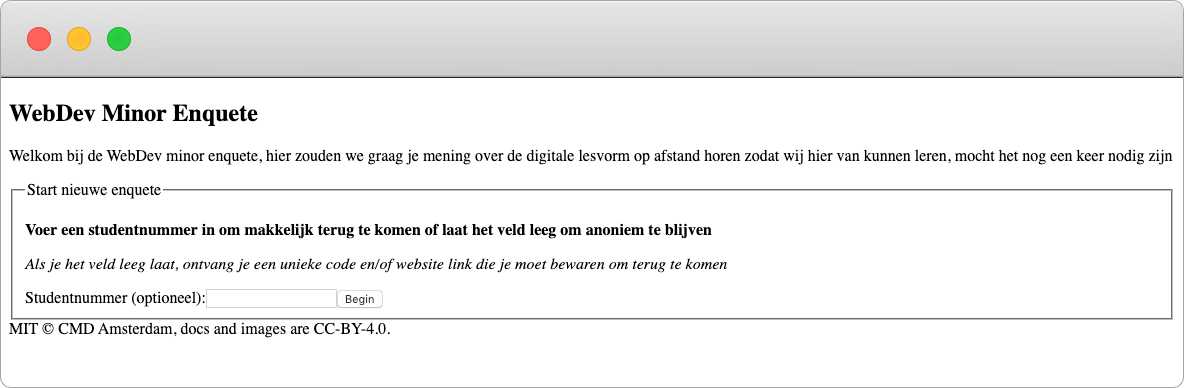 WebDev Minor Enquete
Welkom bij de WebDev minor enquete, hier zouden we graag je mening over de digitale lesvorm op afstand horen zodat wij hier van kunnen leren, mocht het nog een keer nodig zijn
Start nieuwe enquete
Voer een studentnummer in om makkelijk terug te komen of laat het veld leeg om anoniem te blijven
Als je het veld leeg laat, ontvang je een unieke code en/of website link die je moet bewaren om terug te komen
Studentnummer (optioneel): Begin
MIT © CMD Amsterdam, docs and images are CC-BY-4.0.